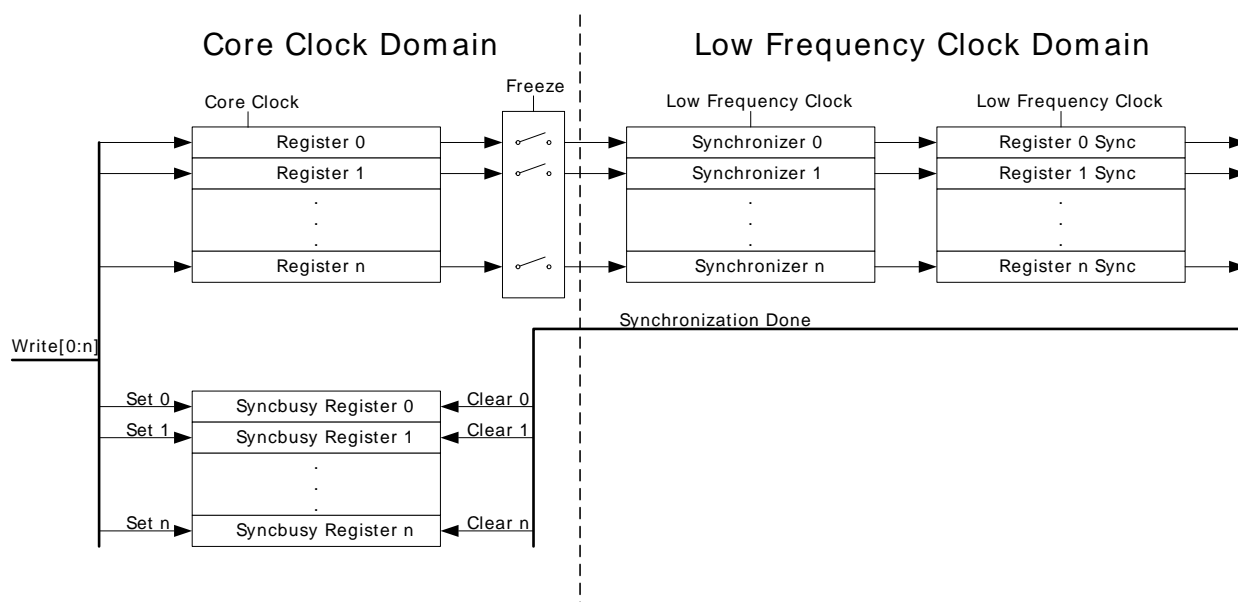 Core Clock Domain
Low Frequency Clock Domain
Freeze
Core Clock
Low Frequency Clock
Low Frequency Clock
Register 0
Synchronizer 0
Register 0 Sync
Register 1
Synchronizer 1
Register 1 Sync
.
.
.
.
.
.
.
.
.
Register n
Synchronizer n
Register n Sync
Synchronization Done
Write[0:n]
Set 0
Syncbusy Register 0
Clear 0
Set 1
Syncbusy Register 1
Clear 1
.
.
.
Set n
Syncbusy Register n
Clear n